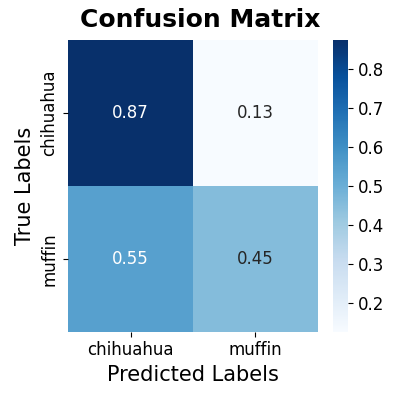 Confusion Matrix
True Labels
chihuahua
muffin
0.87 0.13
0.55 0.45
chihuahua muffin
Predicted Labels
0.8
0.7
0.6
0.5
0.4
0.3
0.2